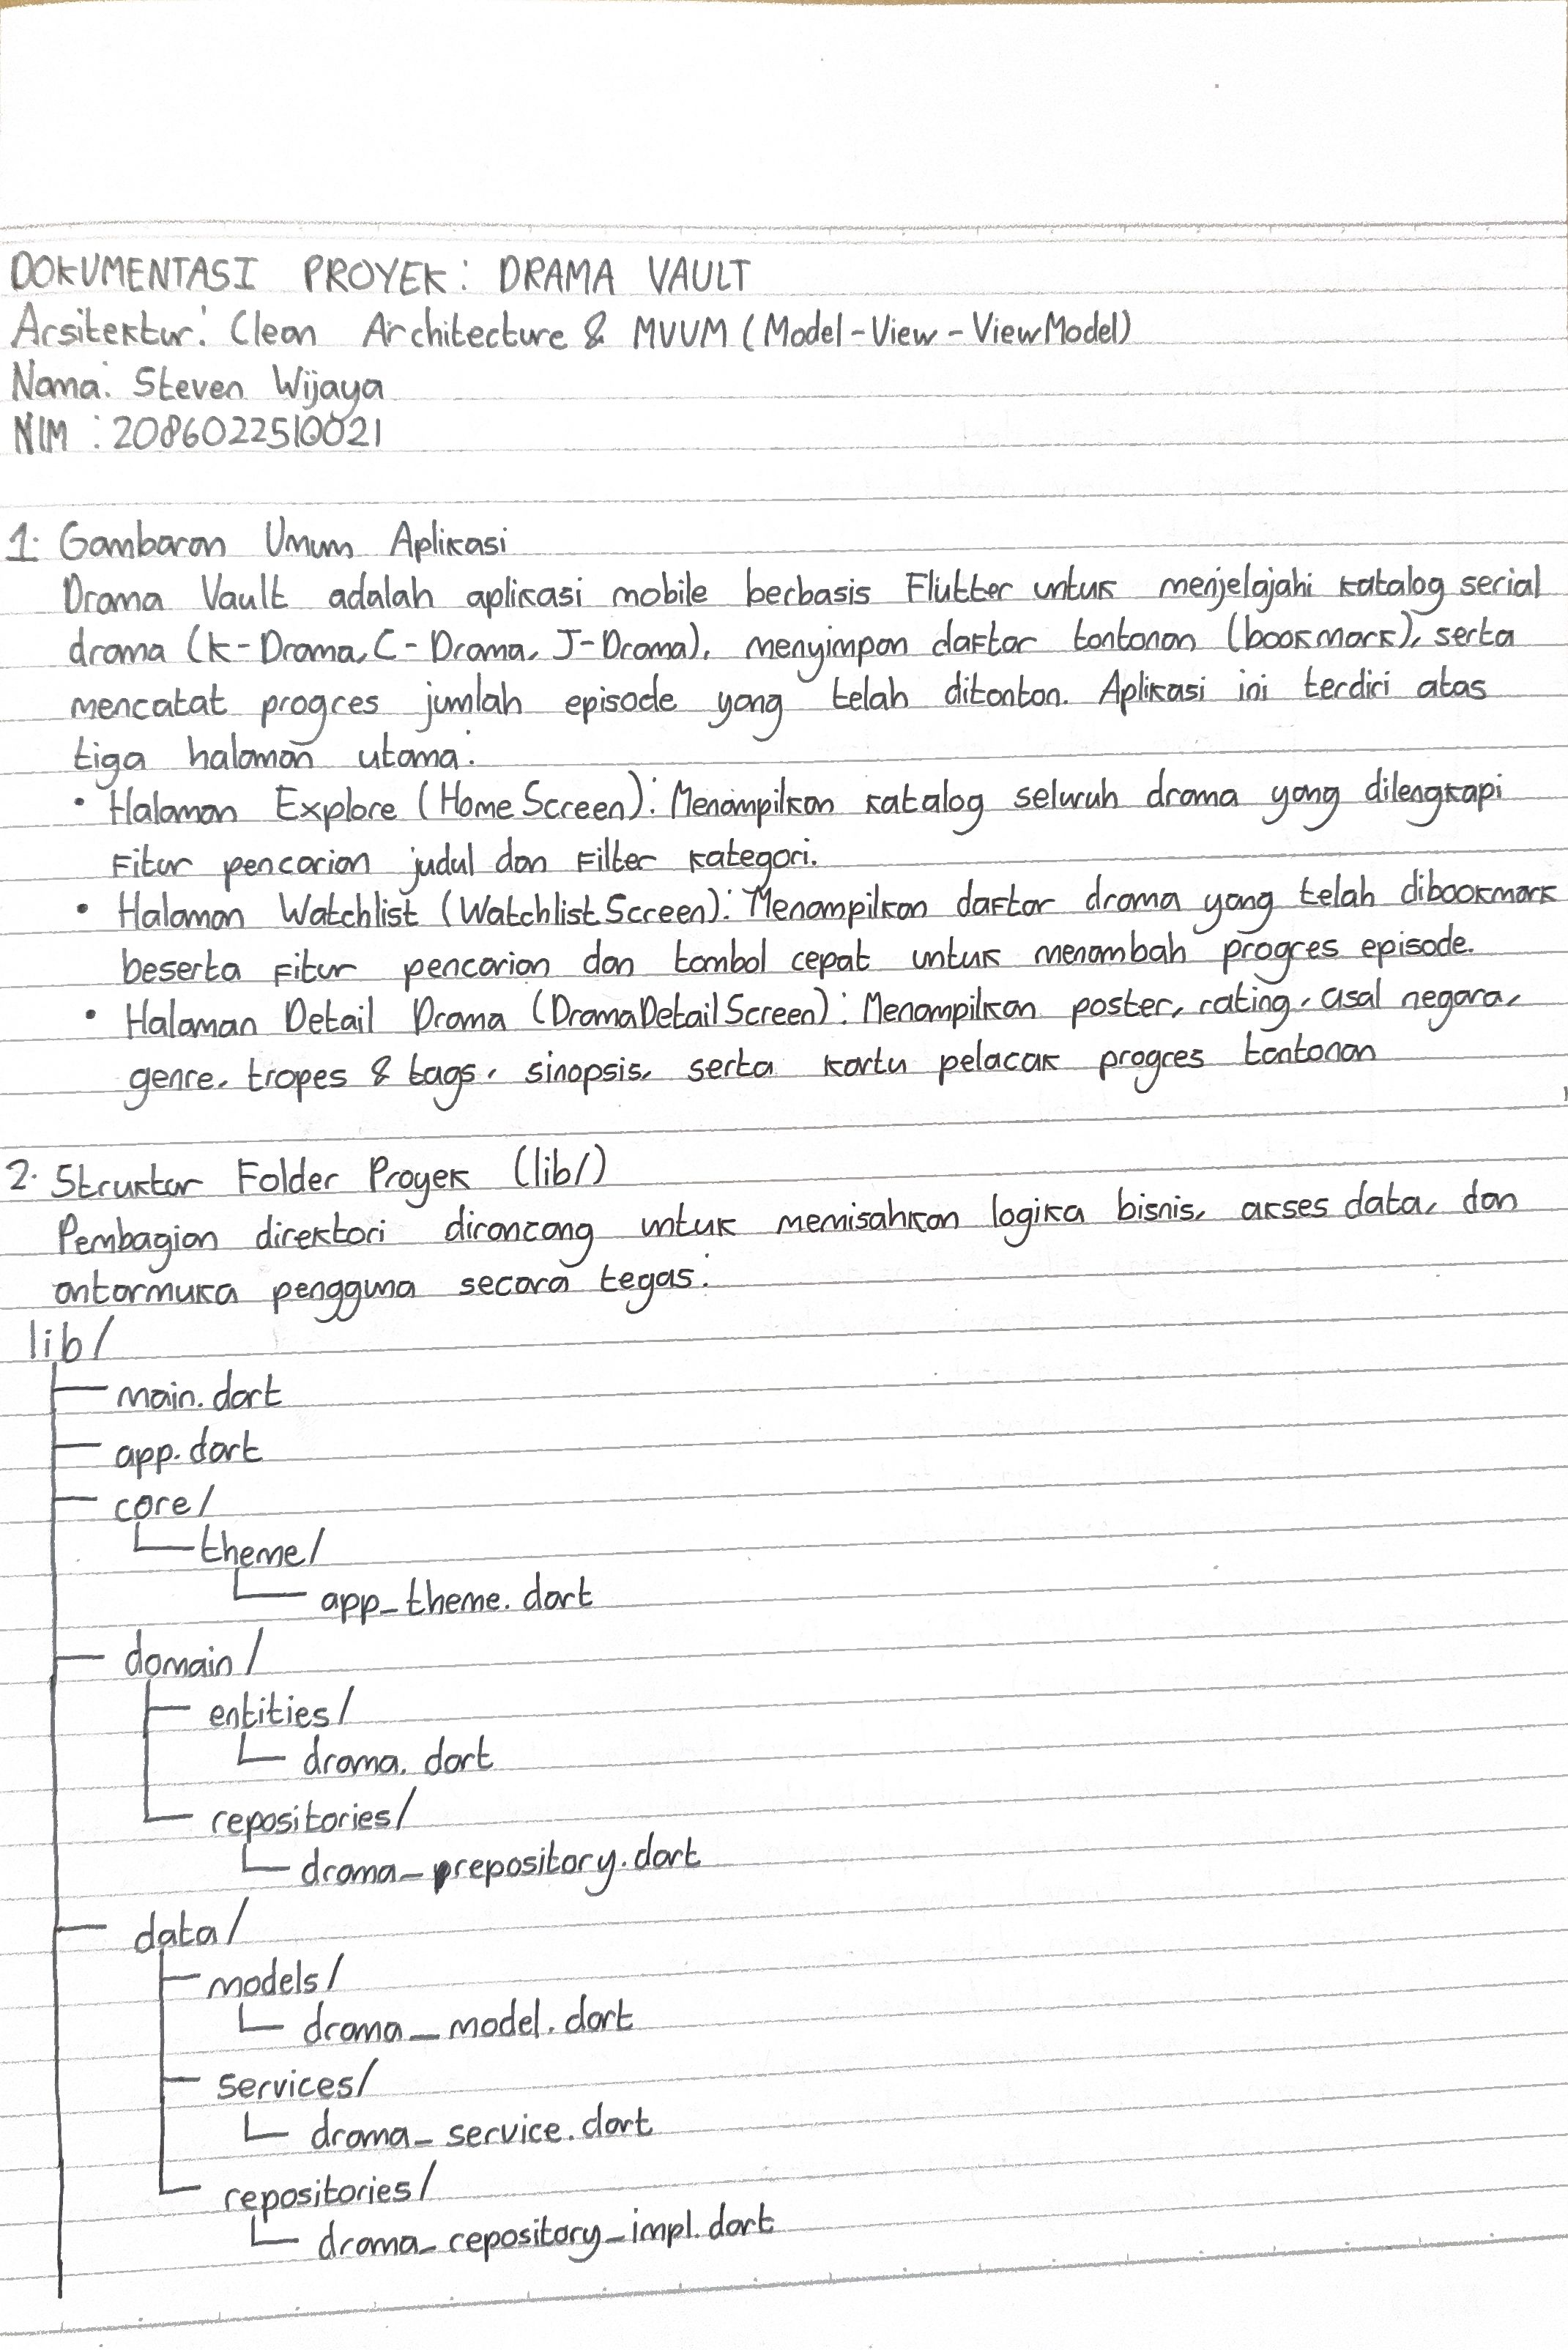 DOKUMENTASI PROYEK: DRAMA VAULT
Arsitektur: Clean Architecture & MVVM (Model-View-ViewModel)
Nama: Steven Wijaya
NIM : 2086022510021
1. Gambaran Umum Aplikasi
Drama Vault adalah aplikasi mobile berbasis Flutter untuk menjelajahi katalog serial
drama (K-Drama, C-Drama, J-Drama), menyimpan daftar tontonan (bookmark), serta
mencatat progres jumlah episode yang telah ditonton. Aplikasi ini terdiri atas
tiga halaman utama:
• Halaman Explore (HomeScreen): Menampilkan katalog seluruh drama yang dilengkapi
fitur pencarian judul dan filter kategori.
• Halaman Watchlist (WatchlistScreen): Menampilkan daftar drama yang telah dibookmark
beserta fitur pencarian dan tombol cepat untuk menambah progres episode.
• Halaman Detail Drama (DramaDetailScreen): Menampilkan poster, rating, asal negara,
genre, tropes & tags, sinopsis, serta kartu pelacak progres tontonan
2. Struktur Folder Proyek (lib/)
Pembagian direktori dirancang untuk memisahkan logika bisnis, akses data, dan
antarmuka pengguna secara tegas:
lib/
├── main.dart
├── app.dart
├── core/
└── theme/
└── app_theme.dart
├── domain/
├── entities/
└── drama.dart
└── repositories/
└── drama_repository.dart
├── data/
├── models/
└── drama_model.dart
├── services/
└── drama_service.dart
└── repositories/
└── drama_repository_impl.dart